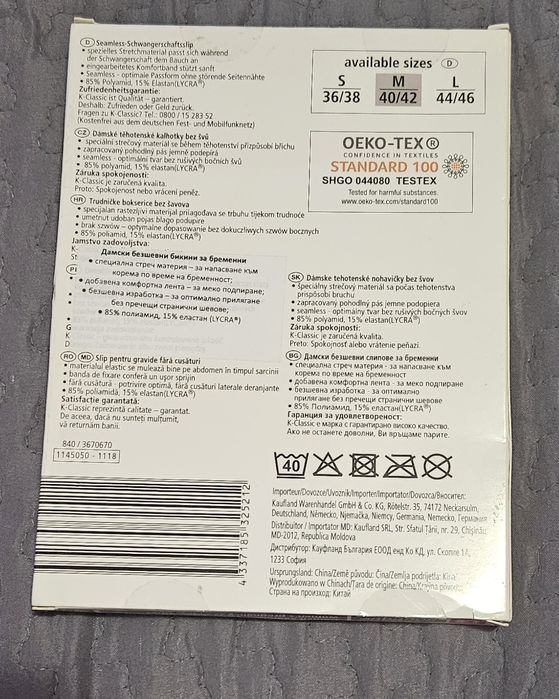 D Seamless-Schwangerschaftsslip
• spezielles Stretchmaterial passt sich während
der Schwangerschaft dem Bauch an
• eingearbeitetes Komfortband stützt sanft
• Seamless - optimale Passform ohne störende Seitennähte
• 85% Polyamid, 15% Elastan(LYCRA®)
Zufriedenheitsgarantie:
K-Classic ist Qualität – garantiert.
Deshalb: Zufrieden oder Geld zurück.
Fragen zu K-Classic? Tel.: 0800 / 15 283 52
(Kostenfrei aus dem deutschen Fest- und Mobilfunknetz)
CZ Dámské těhotenské kalhotky bez švů
• speciální strečový materiál se během těhotenství přizpůsobí břichu
• zapracovaný pohodlný pás jemně podepírá
• seamless - optimální tvar bez rušivých bočních švů
• 85% polyamid, 15% elastan(LYCRA®)
Záruka spokojenosti:
K-Classic je zaručená kvalita.
Proto: Spokojenost nebo vrácení peněz.
HR Trudničke bokserice bez šavova
• specijalan rastezljivi materijal prilagođava se trbuhu tijekom trudnoće
• umetnut udoban pojas blago podupire
• brak szwów - optymalne dopasowanie bez dokuczliwych szwów bocznych
• 85% poliamid, 15% elastan(LYCRA®)
Jamstvo zadovoljstva:
Дамски безшевни бикини за бременни
• специална стреч материя – за напасване към
корема по време на бременност;
• добавена комфортна лента – за меко подпиране;
• безшевна изработка – за оптимално прилягане
без пречещи странични шевове;
• 85% полиамид, 15% еластан (LYCRA®)
RO MD Slip pentru gravide fără cusături
• materialul elastic se mulează bine pe abdomen în timpul sarcinii
• banda de fixare conferă un ușor sprijin
• fără cusătură - potrivire optimă, fără cusături laterale deranjante
• 85% poliamidă, 15% elastan(LYCRA®)
Satisfacție garantată:
K-Classic reprezintă calitate – garantat.
De aceea, dacă nu sunteți mulțumit,
vă returnăm banii.
840 / 3670670
1145050 - 1118
4 337185 325212
available sizes D
S M L
36/38 40/42 44/46
OEKO-TEX®
CONFIDENCE IN TEXTILES
STANDARD 100
SHGO 044080 TESTEX
Tested for harmful substances.
www.oeko-tex.com/standard100
SK Dámske tehotenské nohavičky bez švov
• špeciálny strečový materiál sa počas tehotenstva
prispôsobí bruchu
• zapracovaný pohodlný pás jemne podopiera
• seamless - optimálny tvar bez rušivých bočných švov
• 85% polyamid, 15% elastan(LYCRA®)
Záruka spokojnosti:
K-Classic je zaručená kvalita.
Preto: Spokojnosť alebo vrátenie peňazí.
BG Дамски безшевни слипове за бременни
• специална стреч материя - за напасване към
корема по време на бременност
• добавена комфортна лента - за меко подпиране
• безшевна изработка - за оптимално
прилягане без пречещи странични шевове
• 85% Полиамид, 15% еластан(LYCRA®)
Гаранция за удовлетвореност:
K-Classic е марка с гарантирано високо качество.
Ако не останете доволни, Ви връщаме парите.
40
Importeur/Dovozce/Uvoznik/Importer/Importator/Dovozca/Вносител:
Kaufland Warenhandel GmbH & Co. KG, Rötelstr. 35, 74172 Neckarsulm,
Deutschland, Německo, Njemačka, Niemcy, Germania, Nemecko, Германия
Distribuitor / Importator MD: Kaufland SRL, Str. Sfatul Țării, nr. 29, Chișinău
MD-2012, Republica Moldova
Дистрибутор: Кауфланд България ЕООД енд Ко КД, ул. Скопие 1А,
1233 София
Ursprungsland: China/Země původu: Čína/Zemlja podrijetla: Kina
Wyprodukowano w Chinach/Tara de origine: China/Krajina pôvodu:
Страна на произход: Китай